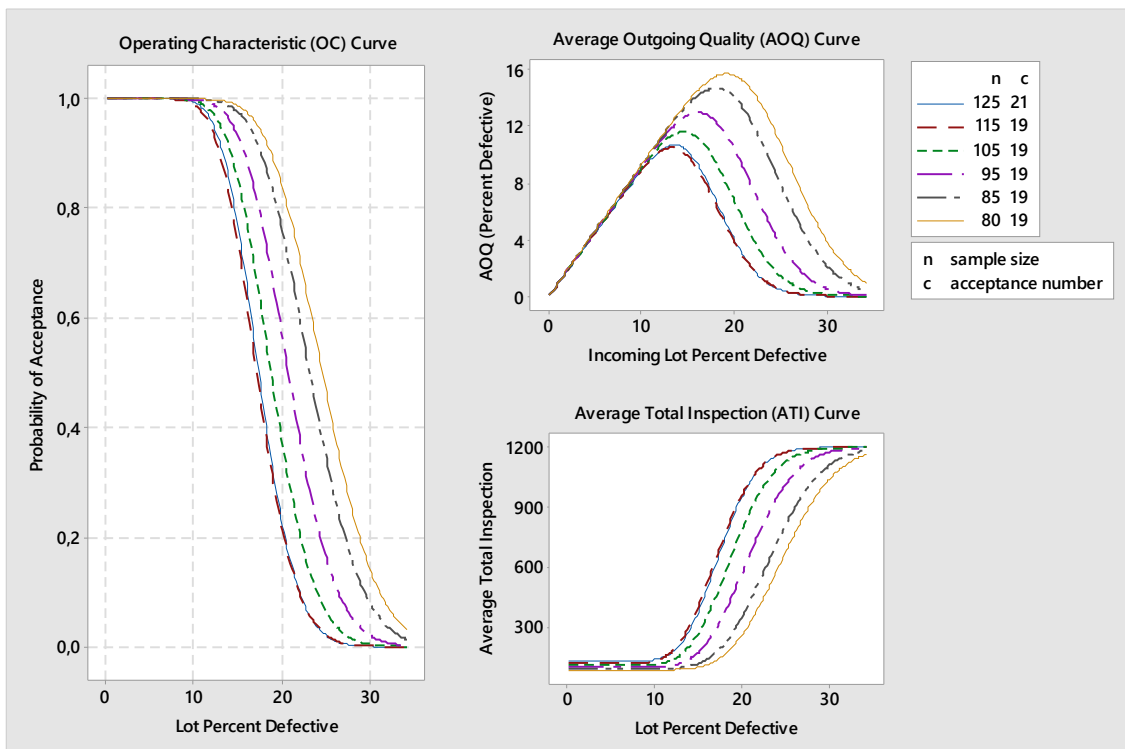 Operating Characteristic (OC) Curve
1,0
0,8
0,6
0,4
0,2
0,0
Probability of Acceptance
0 10 20 30
Lot Percent Defective
Average Outgoing Quality (AOQ) Curve
16
12
8
4
0
AOQ (Percent Defective)
0 10 20 30
Incoming Lot Percent Defective
Average Total Inspection (ATI) Curve
1200
900
600
300
Average Total Inspection
0 10 20 30
Lot Percent Defective
n c
125 21
115 19
105 19
95 19
85 19
80 19
n sample size
c acceptance number